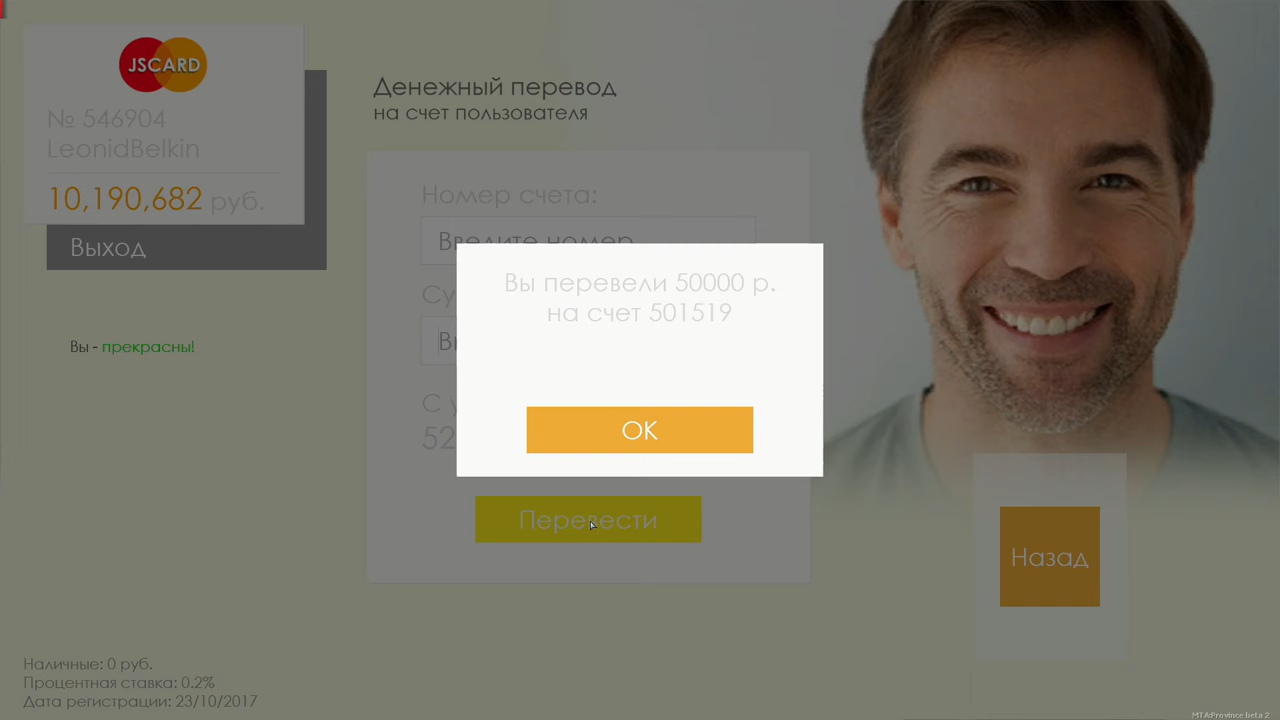 JSCARD
№ 546904
LeonidBelkin
10,190,682 руб.
Выход
Вы - прекрасны!
Денежный перевод
на счет пользователя
Номер счета:
Введите номер
Вы перевели 50000 р.
на счет 501519
OK
Перевести
Назад
Наличные: 0 руб.
Процентная ставка: 0.2%
Дата регистрации: 23/10/2017
MTA:Province beta 2